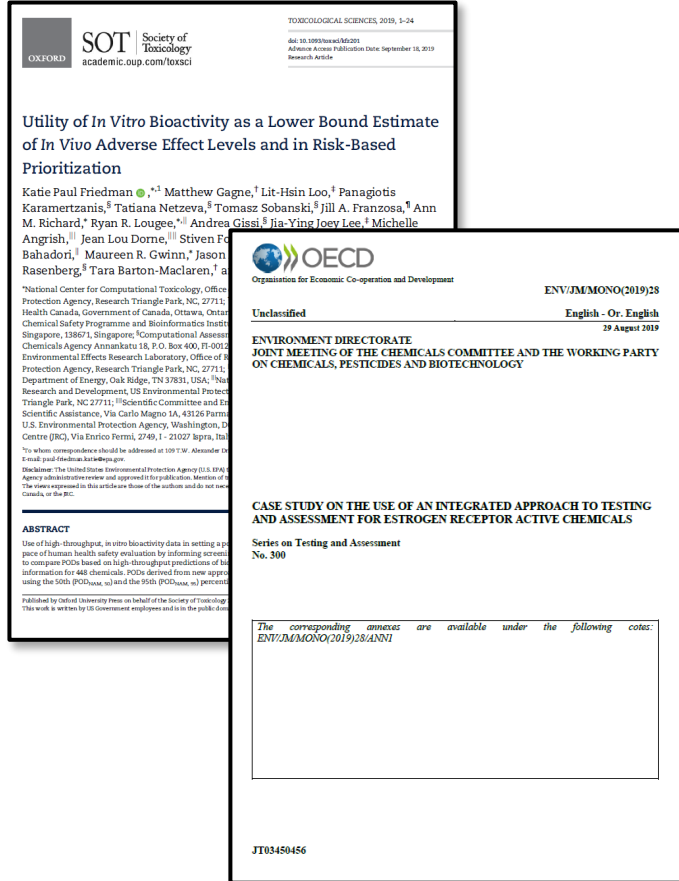 OXFORD
SOT Society of
Toxicology
academic.oup.com/toxsci
TOXICOLOGICAL SCIENCES, 2019, 1–24
doi: 10.1093/toxsci/kfz201
Advance Access Publication Date: September 18, 2019
Research Article
Utility of In Vitro Bioactivity as a Lower Bound Estimate
of In Vivo Adverse Effect Levels and in Risk-Based
Prioritization
Katie Paul Friedman ,*,1 Matthew Gagne,† Lit-Hsin Loo,‡ Panagiotis
Karamertzanis,§ Tatiana Netzeva,§ Tomasz Sobanski,§ Jill A. Franzosa,¶ Ann
M. Richard,* Ryan R. Lougee,*,|| Andrea Gissi,§ Jia-Ying Joey Lee,‡ Michelle
Angrish,||| Jean Lou Dorne,|||| Stiven Fo
Bahadori,|| Maureen R. Gwinn,* Jason
Rasenberg,§ Tara Barton-Maclaren,† a
*National Center for Computational Toxicology, Office
Protection Agency, Research Triangle Park, NC, 27711;
Health Canada, Government of Canada, Ottawa, Ontar
Chemical Safety Programme and Bioinformatics Instit
Singapore, 138671, Singapore; §Computational Assessm
Chemicals Agency Annankatu 18, P.O. Box 400, FI-0012
Environmental Effects Research Laboratory, Office of R
Protection Agency, Research Triangle Park, NC, 27711;
Department of Energy, Oak Ridge, TN 37831, USA; |||Nat
Research and Development, US Environmental Protect
Triangle Park, NC 27711; ||||Scientific Committee and Em
Scientific Assistance, Via Carlo Magno 1A, 43126 Parma
U.S. Environmental Protection Agency, Washington, D
Centre (JRC), Via Enrico Fermi, 2749, I - 21027 Ispra, Ital
1To whom correspondence should be addressed at 109 T.W. Alexander Dr
E-mail: paul-friedman.katie@epa.gov.
Disclaimer: The United States Environmental Protection Agency (U.S. EPA) t
Agency administrative review and approved it for publication. Mention of t
The views expressed in this article are those of the authors and do not nece
Canada, or the JRC.
ABSTRACT
Use of high-throughput, in vitro bioactivity data in setting a po
pace of human health safety evaluation by informing screeni
to compare PODs based on high-throughput predictions of bio
information for 448 chemicals. PODs derived from new appro
using the 50th (PODNAM, 50) and the 95th (PODNAM, 95) percenti
Published by Oxford University Press on behalf of the Society of Toxicology
This work is written by US Government employees and is in the public dom
OECD
Organisation for Economic Co-operation and Development
ENV/JM/MONO(2019)28
Unclassified English - Or. English
29 August 2019
ENVIRONMENT DIRECTORATE
JOINT MEETING OF THE CHEMICALS COMMITTEE AND THE WORKING PARTY
ON CHEMICALS, PESTICIDES AND BIOTECHNOLOGY
CASE STUDY ON THE USE OF AN INTEGRATED APPROACH TO TESTING
AND ASSESSMENT FOR ESTROGEN RECEPTOR ACTIVE CHEMICALS
Series on Testing and Assessment
No. 300
The corresponding annexes are available under the following cotes:
ENV/JM/MONO(2019)28/ANN1
JT03450456